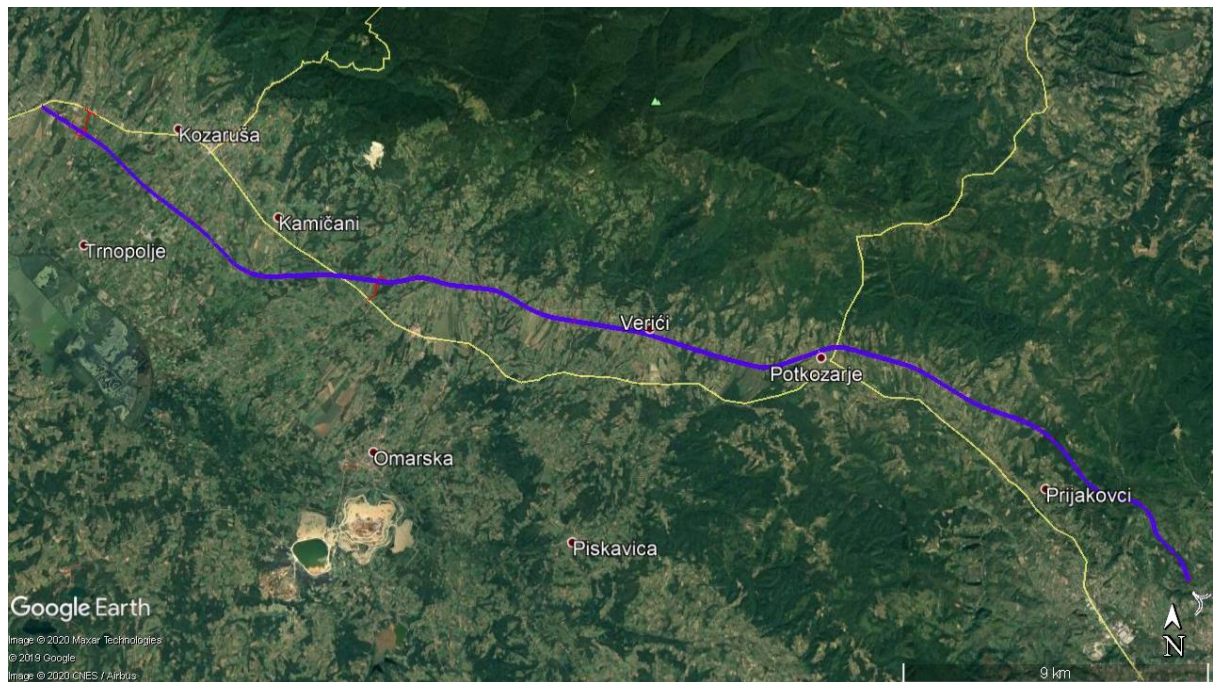 Kozaruša
Kamičani
Trnopolje
Verići
Potkozarje
Omarska
Prijakovci
Piskavica
Google Earth
Image © 2020 Maxar Technologies
© 2019 Google
Image © 2020 CNES / Airbus
N
9 km